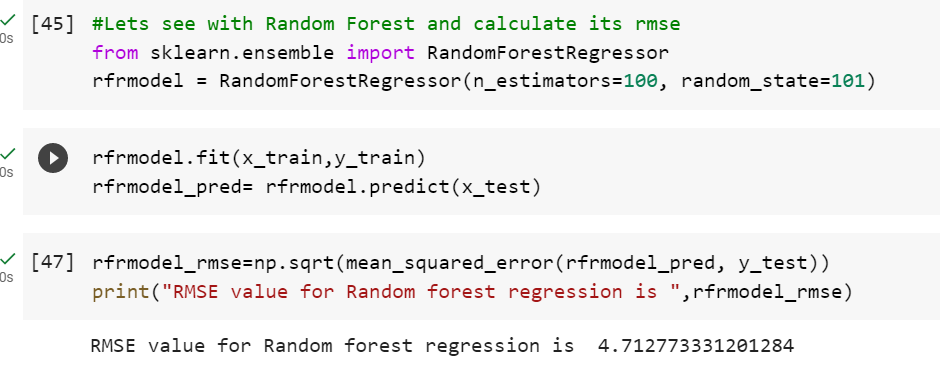 [45] #Lets see with Random Forest and calculate its rmse
from sklearn.ensemble import RandomForestRegressor
rfrmodel = RandomForestRegressor(n_estimators=100, random_state=101)
0s
rfrmodel.fit(x_train,y_train)
rfrmodel_pred= rfrmodel.predict(x_test)
0s
[47] rfrmodel_rmse=np.sqrt(mean_squared_error(rfrmodel_pred, y_test))
print("RMSE value for Random forest regression is ",rfrmodel_rmse)
0s
RMSE value for Random forest regression is  4.712773331201284